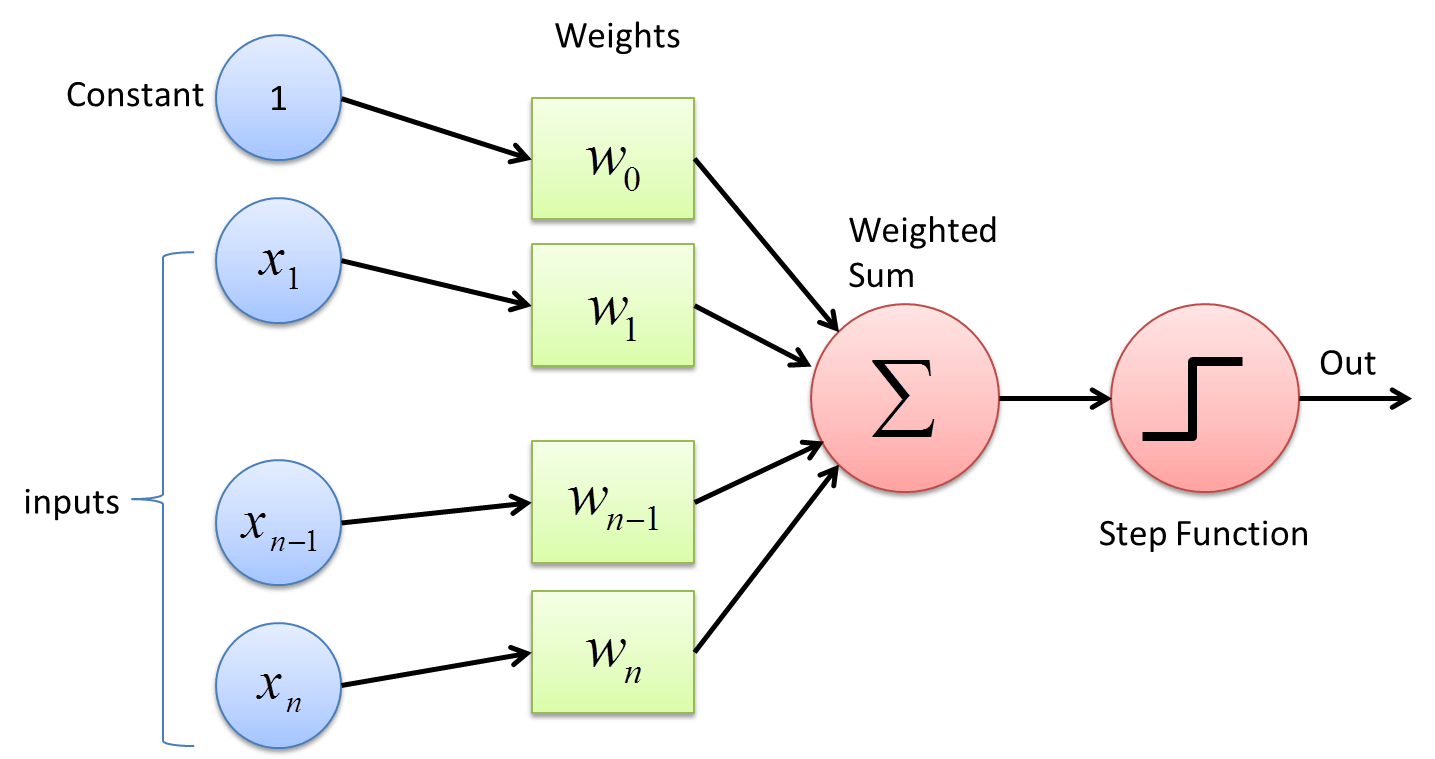 Weights
Constant
1
w₀
x₁
w₁
Weighted
Sum
∑
Out
inputs
xₙ₋₁
wₙ₋₁
Step Function
xₙ
wₙ